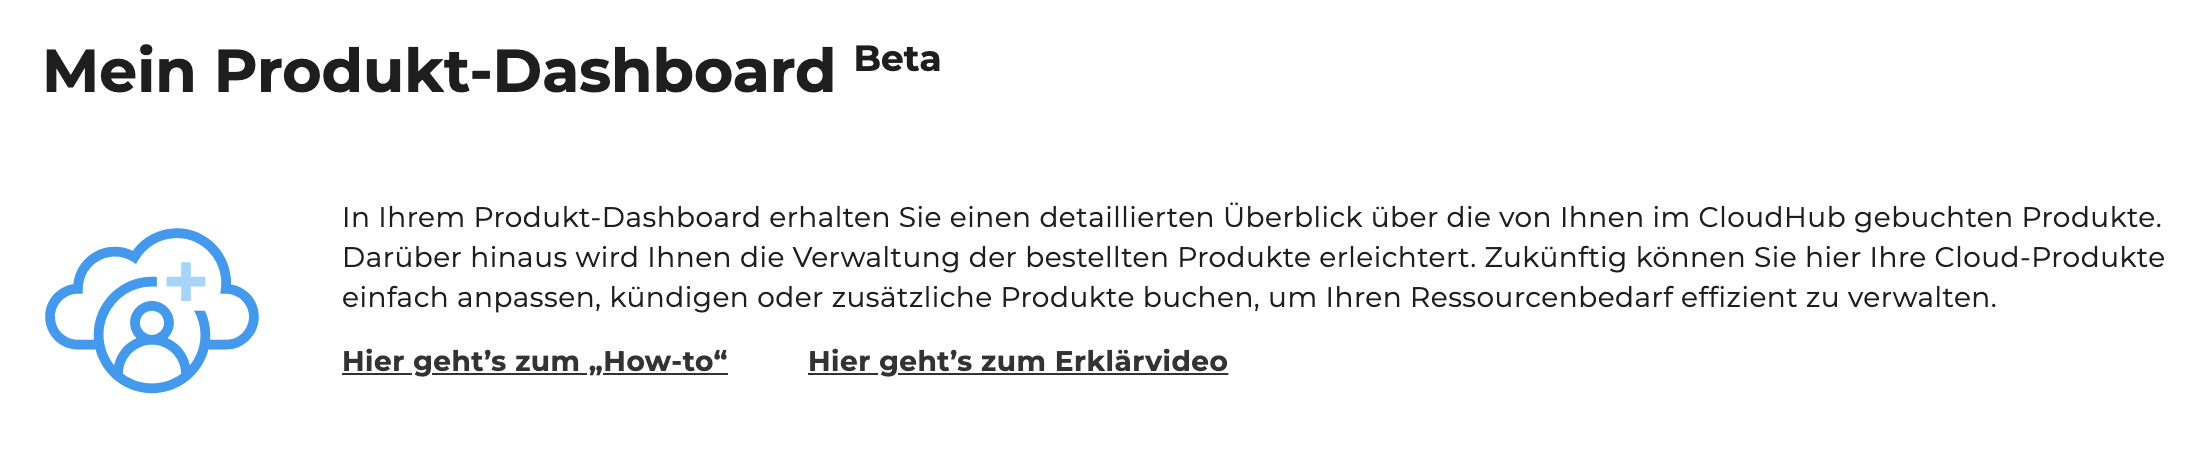 Mein Produkt-Dashboard Beta
In Ihrem Produkt-Dashboard erhalten Sie einen detaillierten Überblick über die von Ihnen im CloudHub gebuchten Produkte.
Darüber hinaus wird Ihnen die Verwaltung der bestellten Produkte erleichtert. Zukünftig können Sie hier Ihre Cloud-Produkte
einfach anpassen, kündigen oder zusätzliche Produkte buchen, um Ihren Ressourcenbedarf effizient zu verwalten.
Hier geht’s zum „How-to“ Hier geht’s zum Erklärvideo